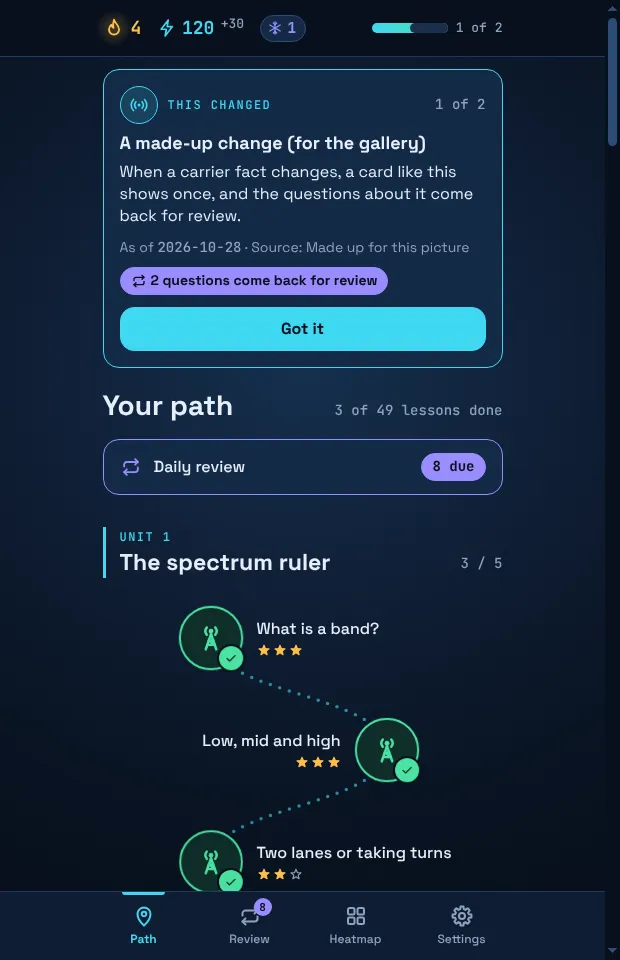 4 120 +30 1 1 of 2
THIS CHANGED 1 of 2
A made-up change (for the gallery)
When a carrier fact changes, a card like this
shows once, and the questions about it come
back for review.
As of 2026-10-28 · Source: Made up for this picture
2 questions come back for review
Got it
Your path 3 of 49 lessons done
Daily review 8 due
UNIT 1
The spectrum ruler 3 / 5
What is a band?
Low, mid and high
Two lanes or taking turns
8
Path Review Heatmap Settings